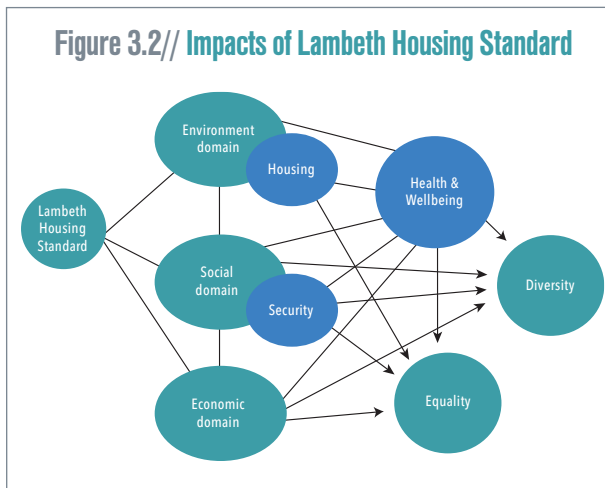 Figure 3.2// Impacts of Lambeth Housing Standard
Environment
domain
Housing
Health &
Wellbeing
Lambeth
Housing
Standard
Social
domain
Diversity
Security
Economic
domain
Equality